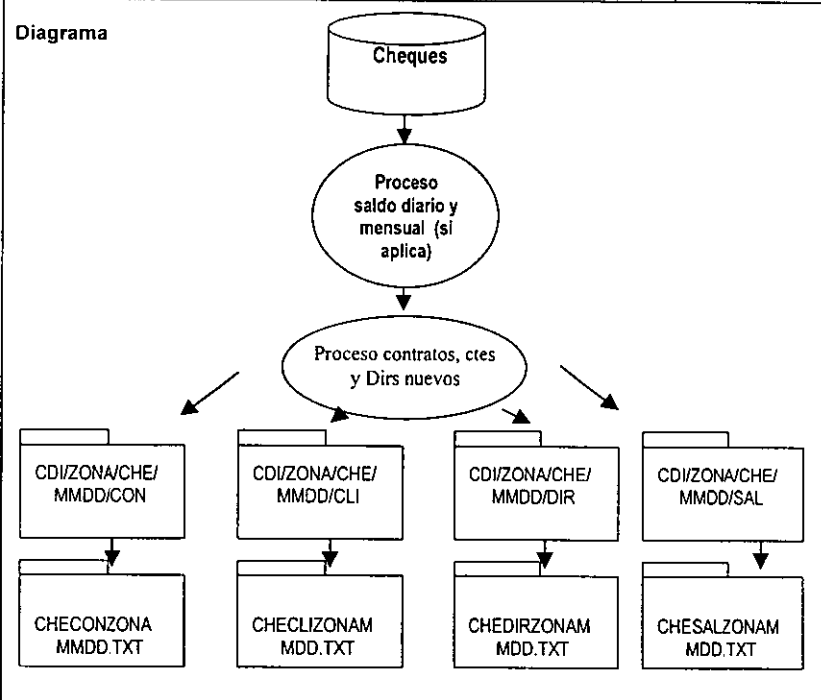 Diagrama
Cheques
Proceso
saldo diario y
mensual (si
aplica)
Proceso contratos, ctes
y Dirs nuevos
CDI/ZONA/CHE/
MMDD/CON
CDI/ZONA/CHE/
MMDD/CLI
CDI/ZONA/CHE/
MMDD/DIR
CDI/ZONA/CHE/
MMDD/SAL
CHECONZONA
MMDD.TXT
CHECLIZONAM
MDD.TXT
CHEDIRZONAM
MDD.TXT
CHESALZONAM
MDD.TXT